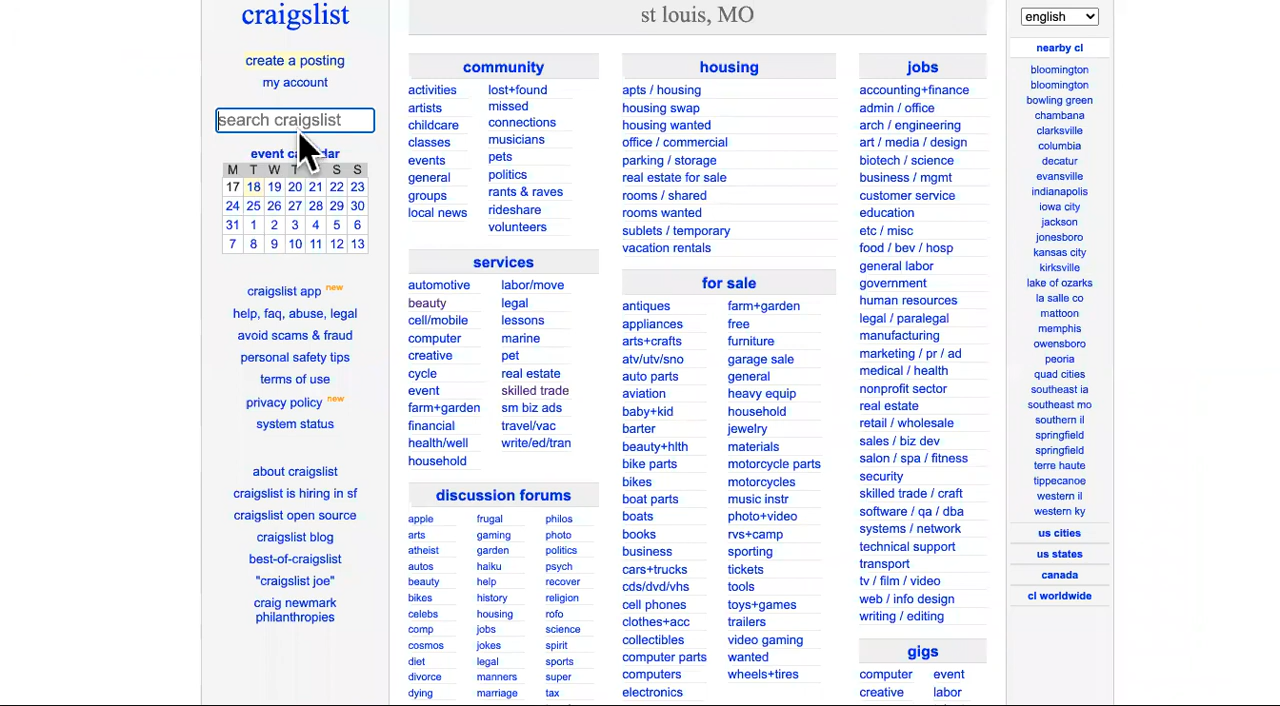 craigslist
create a posting
my account
search craigslist
event ca dar
M T W T S S
17 18 19 20 21 22 23
24 25 26 27 28 29 30
31 1 2 3 4 5 6
7 8 9 10 11 12 13
craigslist app new
help, faq, abuse, legal
avoid scams & fraud
personal safety tips
terms of use
privacy policy new
system status
about craigslist
craigslist is hiring in sf
craigslist open source
craigslist blog
best-of-craigslist
"craigslist joe"
craig newmark
philanthropies
st louis, MO
community
activities
artists
childcare
classes
events
general
groups
local news
lost+found
missed
connections
musicians
pets
politics
rants & raves
rideshare
volunteers
services
automotive
beauty
cell/mobile
computer
creative
cycle
event
farm+garden
financial
health/well
household
labor/move
legal
lessons
marine
pet
real estate
skilled trade
sm biz ads
travel/vac
write/ed/tran
discussion forums
apple
arts
atheist
autos
beauty
bikes
celebs
comp
cosmos
diet
divorce
dying
frugal
gaming
garden
haiku
help
history
housing
jobs
jokes
legal
manners
marriage
philos
photo
politics
psych
recover
religion
rofo
science
spirit
sports
super
tax
housing
apts / housing
housing swap
housing wanted
office / commercial
parking / storage
real estate for sale
rooms / shared
rooms wanted
sublets / temporary
vacation rentals
for sale
antiques
appliances
arts+crafts
atv/utv/sno
auto parts
aviation
baby+kid
barter
beauty+hlth
bike parts
bikes
boat parts
boats
books
business
cars+trucks
cds/dvd/vhs
cell phones
clothes+acc
collectibles
computer parts
computers
electronics
farm+garden
free
furniture
garage sale
general
heavy equip
household
jewelry
materials
motorcycle parts
motorcycles
music instr
photo+video
rvs+camp
sporting
tickets
tools
toys+games
trailers
video gaming
wanted
wheels+tires
jobs
accounting+finance
admin / office
arch / engineering
art / media / design
biotech / science
business / mgmt
customer service
education
etc / misc
food / bev / hosp
general labor
government
human resources
legal / paralegal
manufacturing
marketing / pr / ad
medical / health
nonprofit sector
real estate
retail / wholesale
sales / biz dev
salon / spa / fitness
security
skilled trade / craft
software / qa / dba
systems / network
technical support
transport
tv / film / video
web / info design
writing / editing
gigs
computer
creative
event
labor
english
nearby cl
bloomington
bloomington
bowling green
chambana
clarksville
columbia
decatur
evansville
indianapolis
iowa city
jackson
jonesboro
kansas city
kirksville
lake of ozarks
la salle co
mattoon
memphis
owensboro
peoria
quad cities
southeast ia
southeast mo
southern il
springfield
springfield
terre haute
tippecanoe
western il
western ky
us cities
us states
canada
cl worldwide